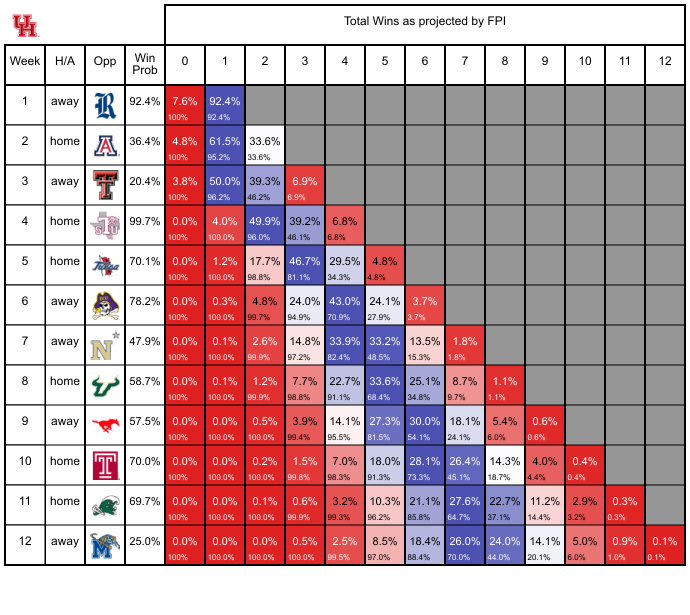 Total Wins as projected by FPI
Week H/A Opp Win Prob 0 1 2 3 4 5 6 7 8 9 10 11 12
1 away R 92.4% 7.6% 92.4%
100% 92.4%
2 home A 36.4% 4.8% 61.5% 33.6%
100% 95.2% 33.6%
3 away T 20.4% 3.8% 50.0% 39.3% 6.9%
100% 96.2% 46.2% 6.9%
4 home 99.7% 0.0% 4.0% 49.9% 39.2% 6.8%
100% 100.0% 96.0% 46.1% 6.8%
5 home Tulsa 70.1% 0.0% 1.2% 17.7% 46.7% 29.5% 4.8%
100% 100.0% 98.8% 81.1% 34.3% 4.8%
6 away 78.2% 0.0% 0.3% 4.8% 24.0% 43.0% 24.1% 3.7%
100% 100.0% 99.7% 94.9% 70.9% 27.9% 3.7%
7 away N 47.9% 0.0% 0.1% 2.6% 14.8% 33.9% 33.2% 13.5% 1.8%
100% 100.0% 99.9% 97.2% 82.4% 48.5% 15.3% 1.8%
8 home 58.7% 0.0% 0.1% 1.2% 7.7% 22.7% 33.6% 25.1% 8.7% 1.1%
100% 100.0% 99.9% 98.8% 91.1% 68.4% 34.8% 9.7% 1.1%
9 away 57.5% 0.0% 0.0% 0.5% 3.9% 14.1% 27.3% 30.0% 18.1% 5.4% 0.6%
100% 100.0% 100.0% 99.4% 95.5% 81.5% 54.1% 24.1% 6.0% 0.6%
10 home T 70.0% 0.0% 0.0% 0.2% 1.5% 7.0% 18.0% 28.1% 26.4% 14.3% 4.0% 0.4%
100% 100.0% 100.0% 99.8% 98.3% 91.3% 73.3% 45.1% 18.7% 4.4% 0.4%
11 home 69.7% 0.0% 0.0% 0.1% 0.6% 3.2% 10.3% 21.1% 27.6% 22.7% 11.2% 2.9% 0.3%
100% 100.0% 100.0% 99.9% 99.3% 96.2% 85.8% 64.7% 37.1% 14.4% 3.2% 0.3%
12 away M 25.0% 0.0% 0.0% 0.0% 0.5% 2.5% 8.5% 18.4% 26.0% 24.0% 14.1% 5.0% 0.9% 0.1%
100% 100.0% 100.0% 100.0% 99.5% 97.0% 88.4% 70.0% 24.0% 20.1% 6.0% 1.0% 0.1%